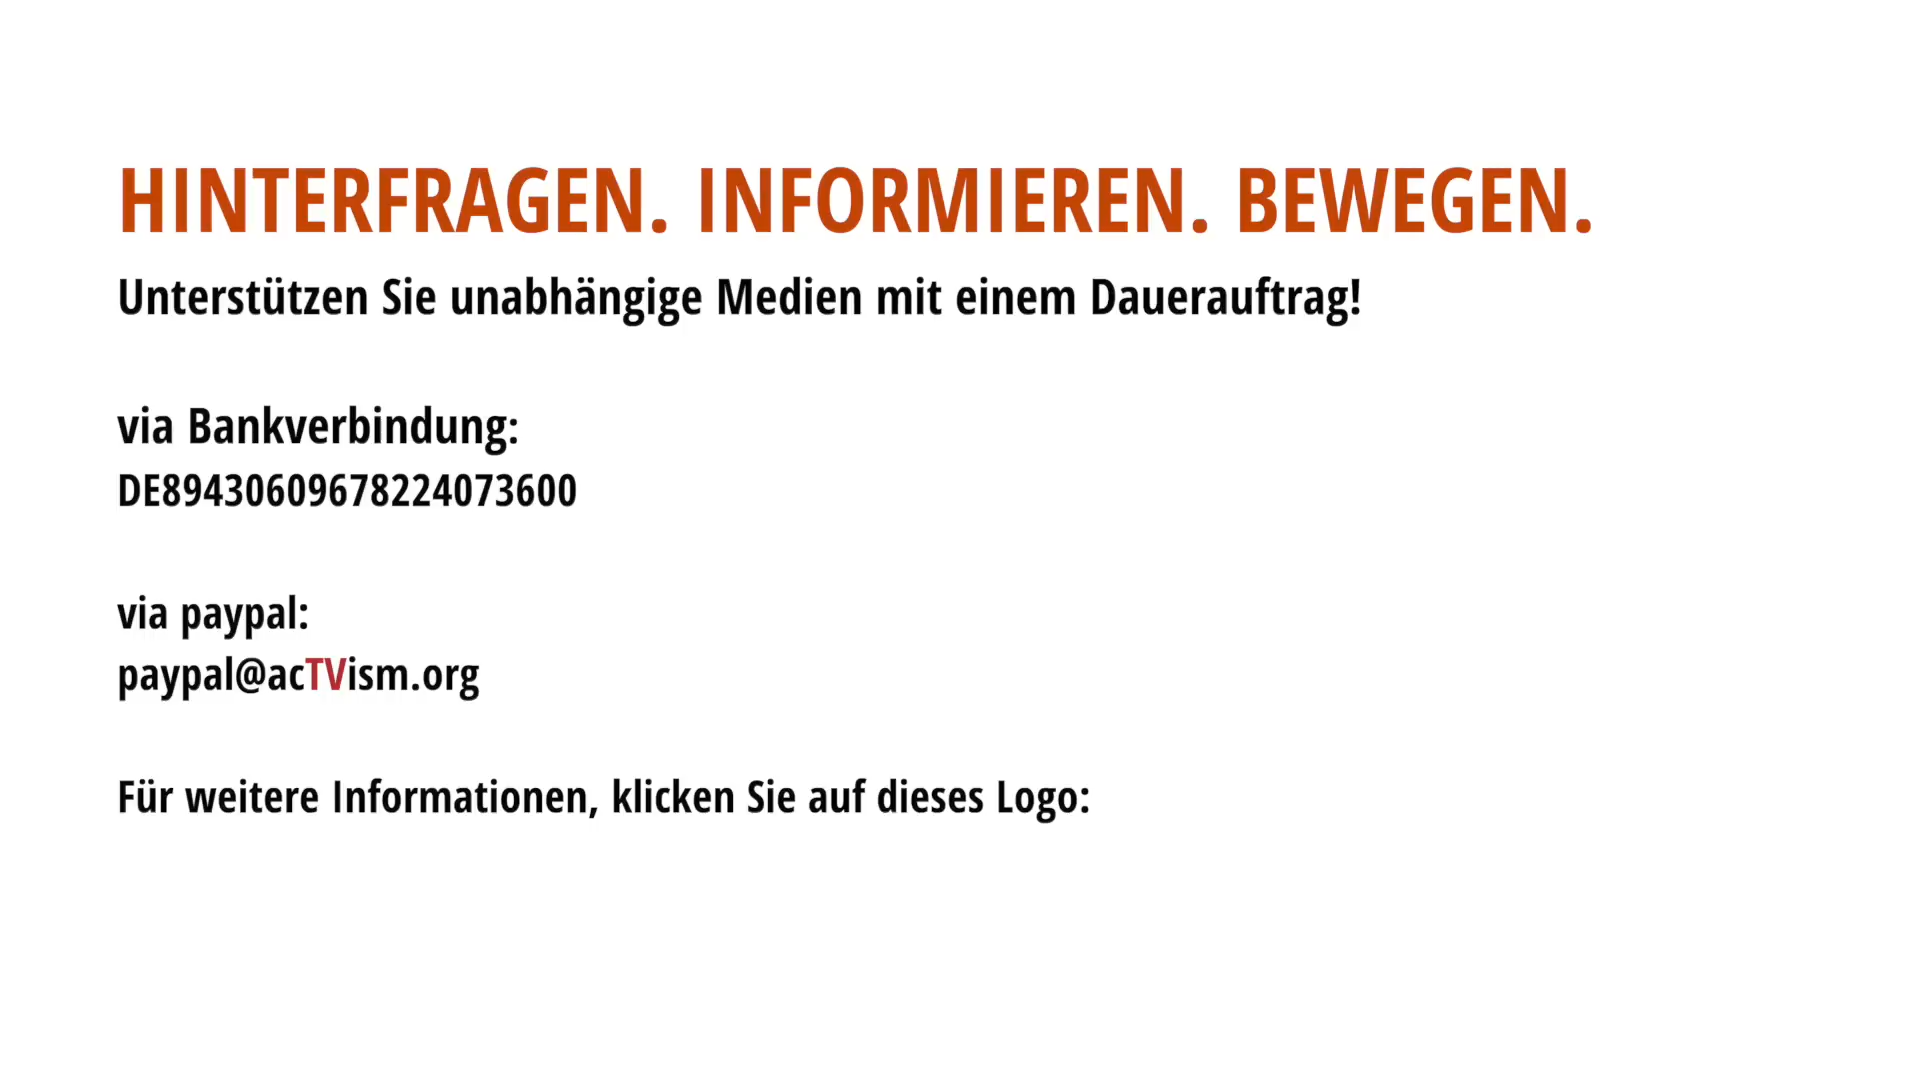 HINTERFRAGEN. INFORMIEREN. BEWEGEN.
Unterstützen Sie unabhängige Medien mit einem Dauerauftrag!
via Bankverbindung:
DE89430609678224073600
via paypal:
paypal@acTVism.org
Für weitere Informationen, klicken Sie auf dieses Logo: